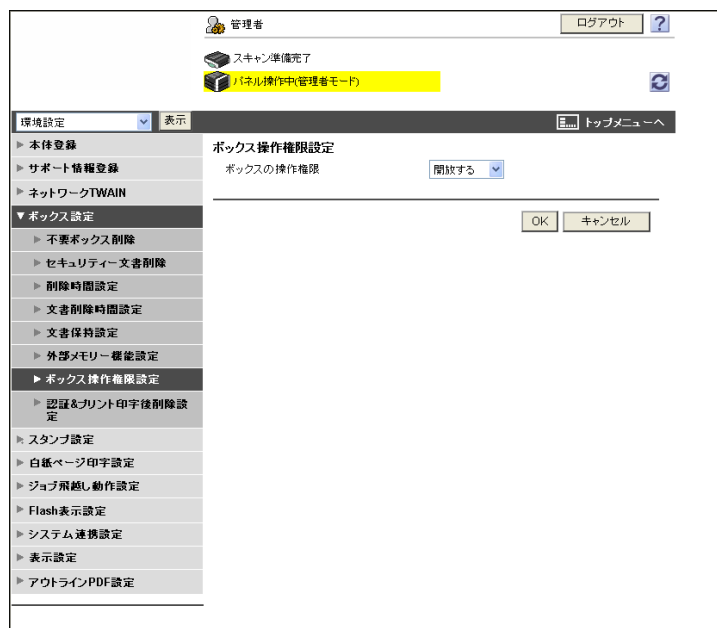 管理者
ログアウト
?
スキャン準備完了
パネル操作中(管理者モード)
環境設定
表示
トップメニューへ
本体登録
サポート情報登録
ネットワークTWAIN
ボックス設定
不要ボックス削除
セキュリティー文書削除
削除時間設定
文書削除時間設定
文書保持設定
外部メモリー機能設定
ボックス操作権限設定
認証&プリント印字後削除設
定
スタンプ設定
白紙ページ印字設定
ジョブ飛越し動作設定
Flash表示設定
システム連携設定
表示設定
アウトラインPDF設定
ボックス操作権限設定
ボックスの操作権限
開放する
OK
キャンセル